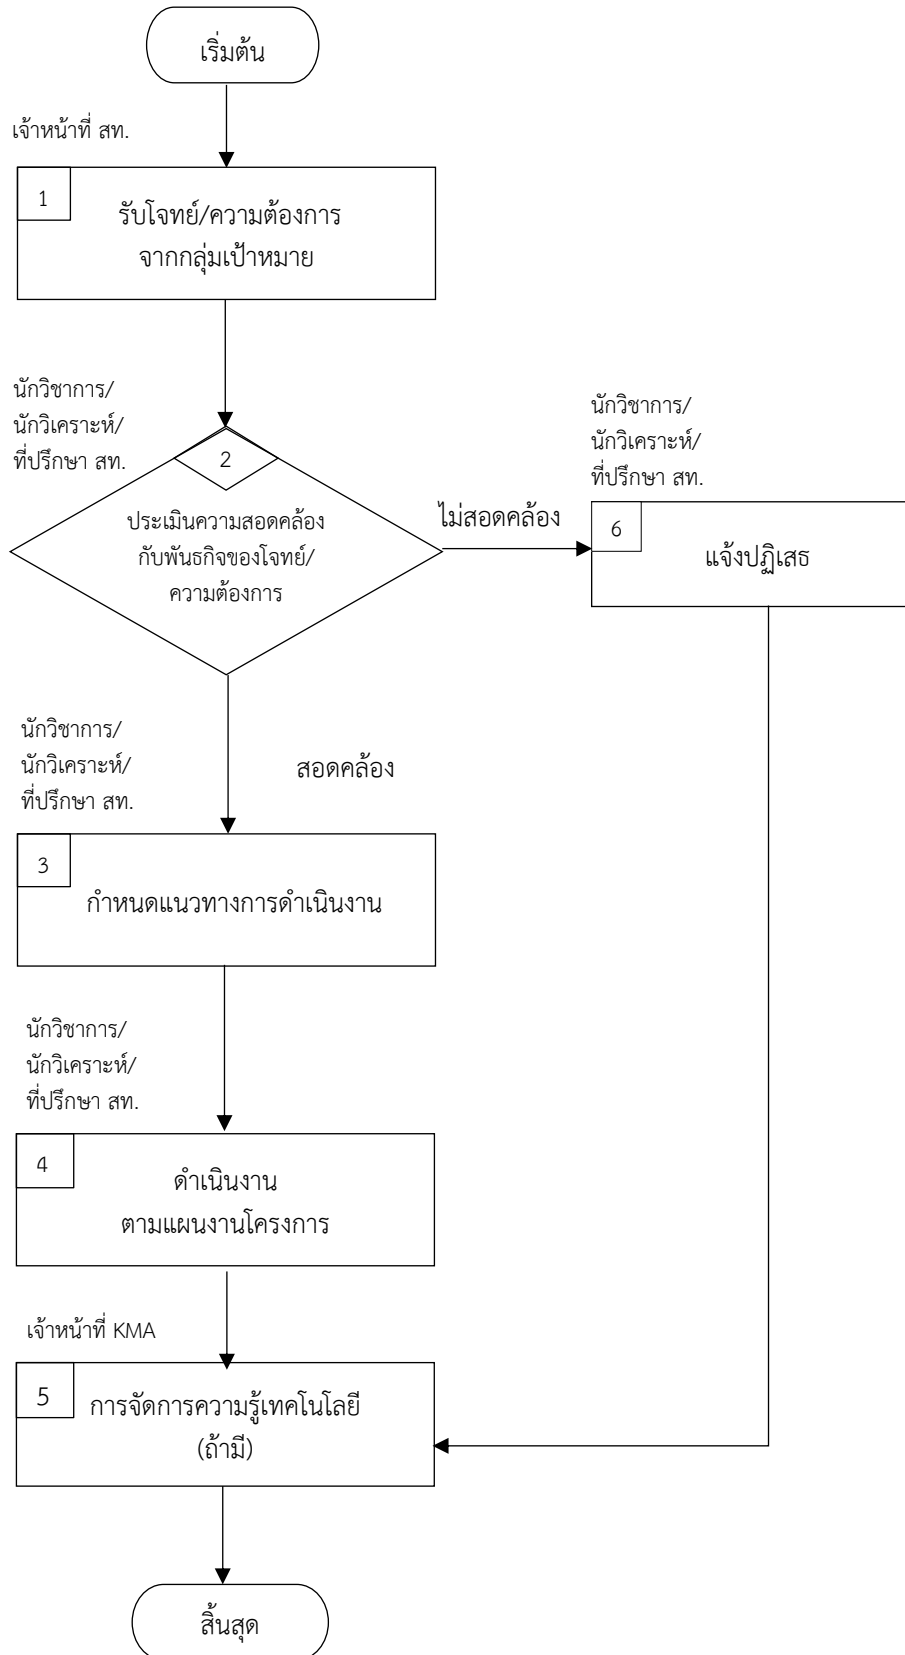 เริ่มต้น
เจ้าหน้าที่ สท.
1
รับโจทย์/ความต้องการ
จากกลุ่มเป้าหมาย
นักวิชาการ/
นักวิเคราะห์/
ที่ปรึกษา สท.
2
ประเมินความสอดคล้อง
กับพันธกิจของโจทย์/
ความต้องการ
ไม่สอดคล้อง
นักวิชาการ/
นักวิเคราะห์/
ที่ปรึกษา สท.
6
แจ้งปฏิเสธ
นักวิชาการ/
นักวิเคราะห์/
ที่ปรึกษา สท.
สอดคล้อง
3
กำหนดแนวทางการดำเนินงาน
นักวิชาการ/
นักวิเคราะห์/
ที่ปรึกษา สท.
4
ดำเนินงาน
ตามแผนงานโครงการ
เจ้าหน้าที่ KMA
5
การจัดการความรู้เทคโนโลยี
(ถ้ามี)
สิ้นสุด